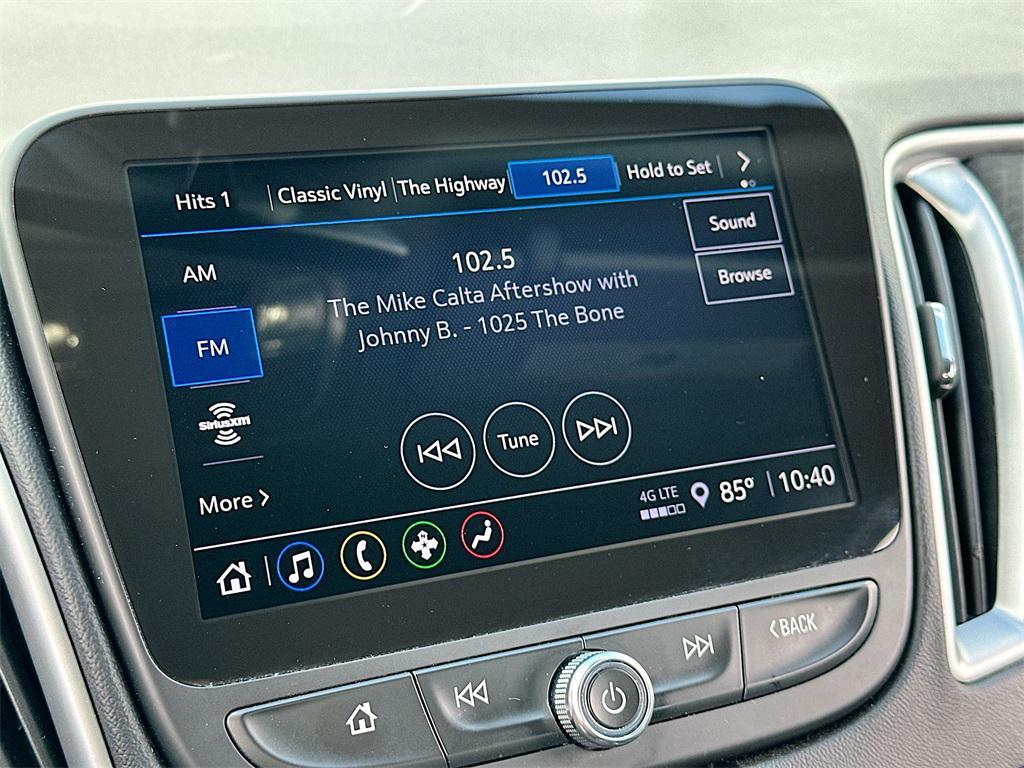 Hits 1
Classic Vinyl
The Highway
102.5
Hold to Set
Sound
Browse
AM
FM
SiriusXM
More
102.5
The Mike Calta Aftershow with
Johnny B. - 1025 The Bone
Tune
4G LTE
85°
10:40
BACK